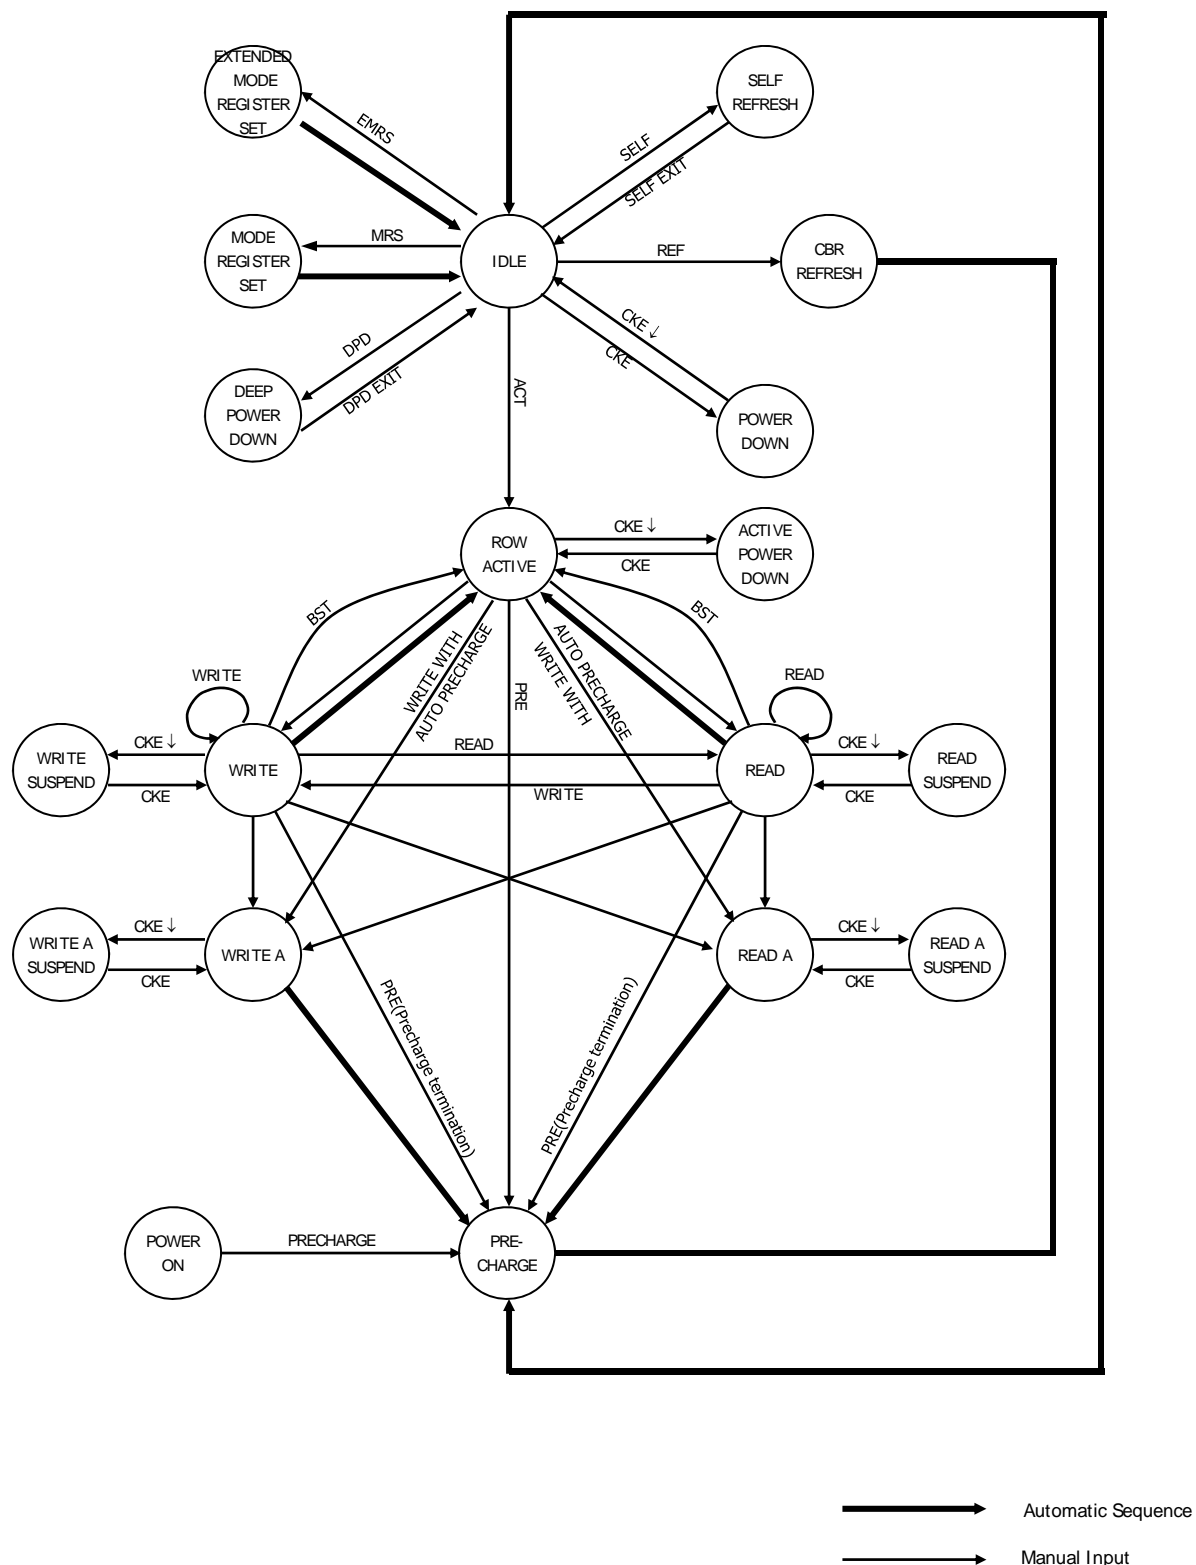 EXTENDED
MODE
REGISTER
SET
SELF
REFRESH
EMRS
SELF
SELF EXIT
MODE
REGISTER
SET
MRS
IDLE
REF
CBR
REFRESH
DPD
DPD EXIT
CKE ↓
CKE
ACT
DEEP
POWER
DOWN
POWER
DOWN
ROW
ACTIVE
CKE ↓
CKE
ACTIVE
POWER
DOWN
BST
BST
WRITE WITH
AUTO PRECHARGE
PRE
AUTO PRECHARGE
WRITE WITH
WRITE
READ
WRITE
SUSPEND
CKE ↓
CKE
WRITE
READ
WRITE
READ
CKE ↓
CKE
READ
SUSPEND
WRITE A
SUSPEND
CKE ↓
CKE
WRITE A
READ A
CKE ↓
CKE
READ A
SUSPEND
PRE(Precharge termination)
PRE(Precharge termination)
POWER
ON
PRECHARGE
PRE-
CHARGE
Automatic Sequence
Manual Input